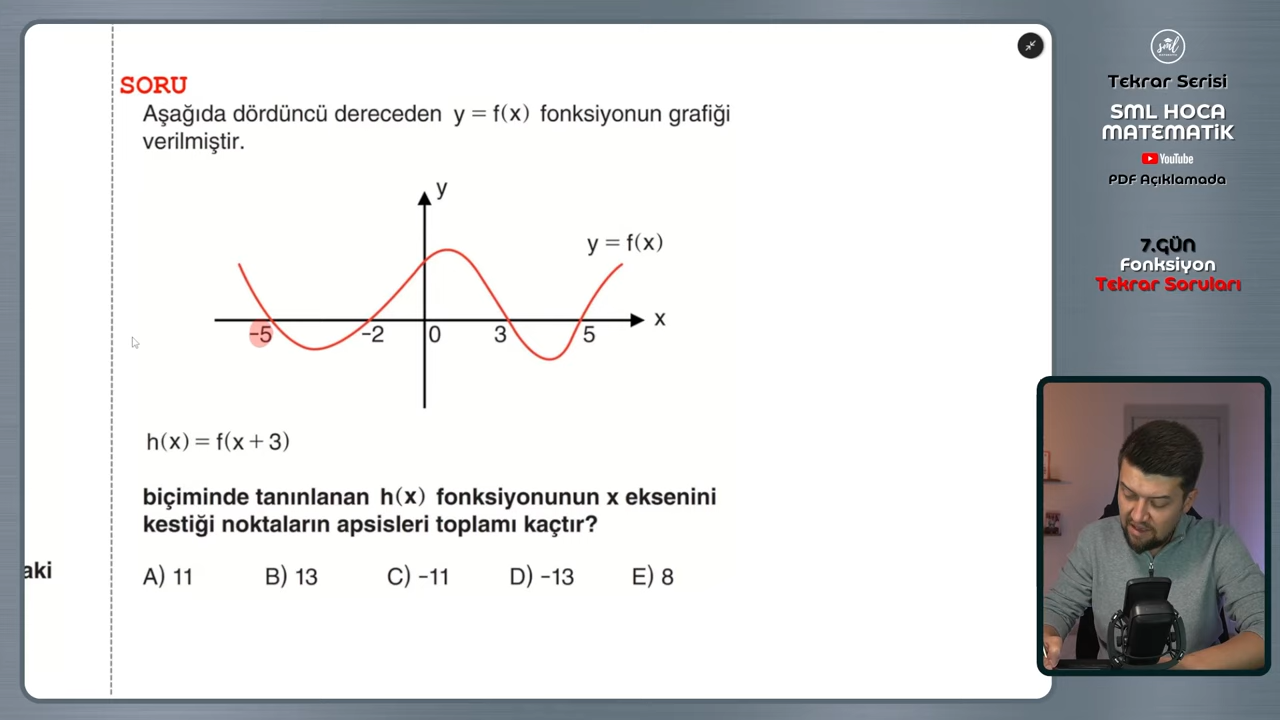 SORU
Aşağıda dördüncü dereceden y = f(x) fonksiyonun grafiği
verilmiştir.
y
y = f(x)
x
-5
-2
0
3
5
h(x) = f(x + 3)
biçiminde tanınlanan h(x) fonksiyonunun x eksenini
kestiği noktaların apsisleri toplamı kaçtır?
A) 11 B) 13 C) -11 D) -13 E) 8
aki
sml
Tekrar Serisi
SML HOCA
MATEMATİK
YouTube
PDF Açıklamada
7.GÜN
Fonksiyon
Tekrar Soruları